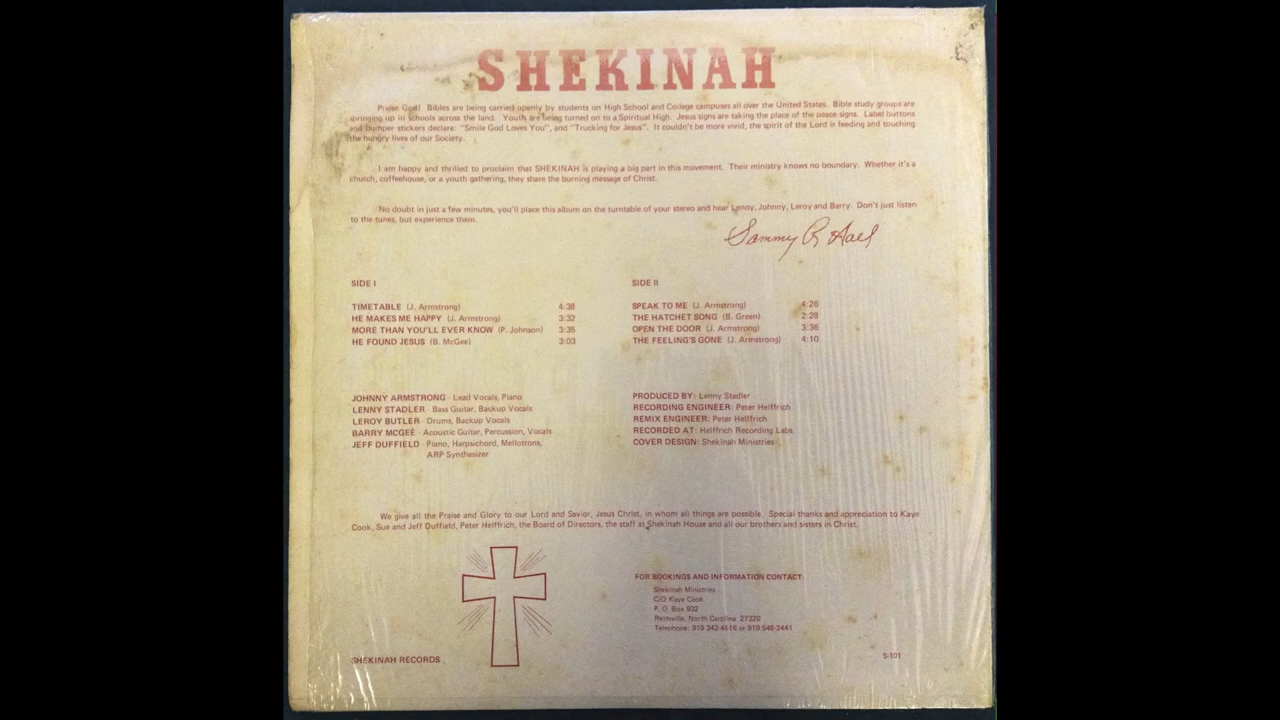 SHEKINAH
Praise God! Bibles are being carried openly by students on High School and College campuses all over the United States. Bible study groups are
springing up in schools across the land. Youth are being turned on to a Spiritual High. Jesus signs are taking the place of the peace signs. Label buttons
and bumper stickers declare: "Smile God Loves You", and "Trucking for Jesus". It couldn't be more vivid, the spirit of the Lord is feeding and touching
the hungry lives of our Society.
I am happy and thrilled to proclaim that SHEKINAH is playing a big part in this movement. Their ministry knows no boundary. Whether it's a
church, coffeehouse, or a youth gathering, they share the burning message of Christ.
No doubt in just a few minutes, you'll place this album on the turntable of your stereo and hear Lenny, Johnny, Leroy and Barry. Don't just listen
to the tunes, but experience them.
Sammy R. Hall
SIDE I
TIMETABLE (J. Armstrong) 4:38
HE MAKES ME HAPPY (J. Armstrong) 3:32
MORE THAN YOU'LL EVER KNOW (P. Johnson) 3:35
HE FOUND JESUS (B. McGee) 3:03
SIDE II
SPEAK TO ME (J. Armstrong) 4:26
THE HATCHET SONG (B. Green) 2:28
OPEN THE DOOR (J. Armstrong) 3:36
THE FEELING'S GONE (J. Armstrong) 4:10
JOHNNY ARMSTRONG - Lead Vocals, Piano
LENNY STADLER - Bass Guitar, Backup Vocals
LEROY BUTLER - Drums, Backup Vocals
BARRY MCGEE - Acoustic Guitar, Percussion, Vocals
JEFF DUFFIELD - Piano, Harpsichord, Mellotrons,
ARP Synthesizer
PRODUCED BY: Lenny Stadler
RECORDING ENGINEER: Peter Helffrich
REMIX ENGINEER: Peter Helffrich
RECORDED AT: Helffrich Recording Labs
COVER DESIGN: Shekinah Ministries
We give all the Praise and Glory to our Lord and Savior, Jesus Christ, in whom all things are possible. Special thanks and appreciation to Kaye
Cook, Sue and Jeff Duffield, Peter Helffrich, the Board of Directors, the staff at Shekinah House and all our brothers and sisters in Christ.
FOR BOOKINGS AND INFORMATION CONTACT:
Shekinah Ministries
C/O Kaye Cook
P. O. Box 932
Reidsville, North Carolina 27320
Telephone: 919 342-4516 or 919 548-2441
SHEKINAH RECORDS
S-101